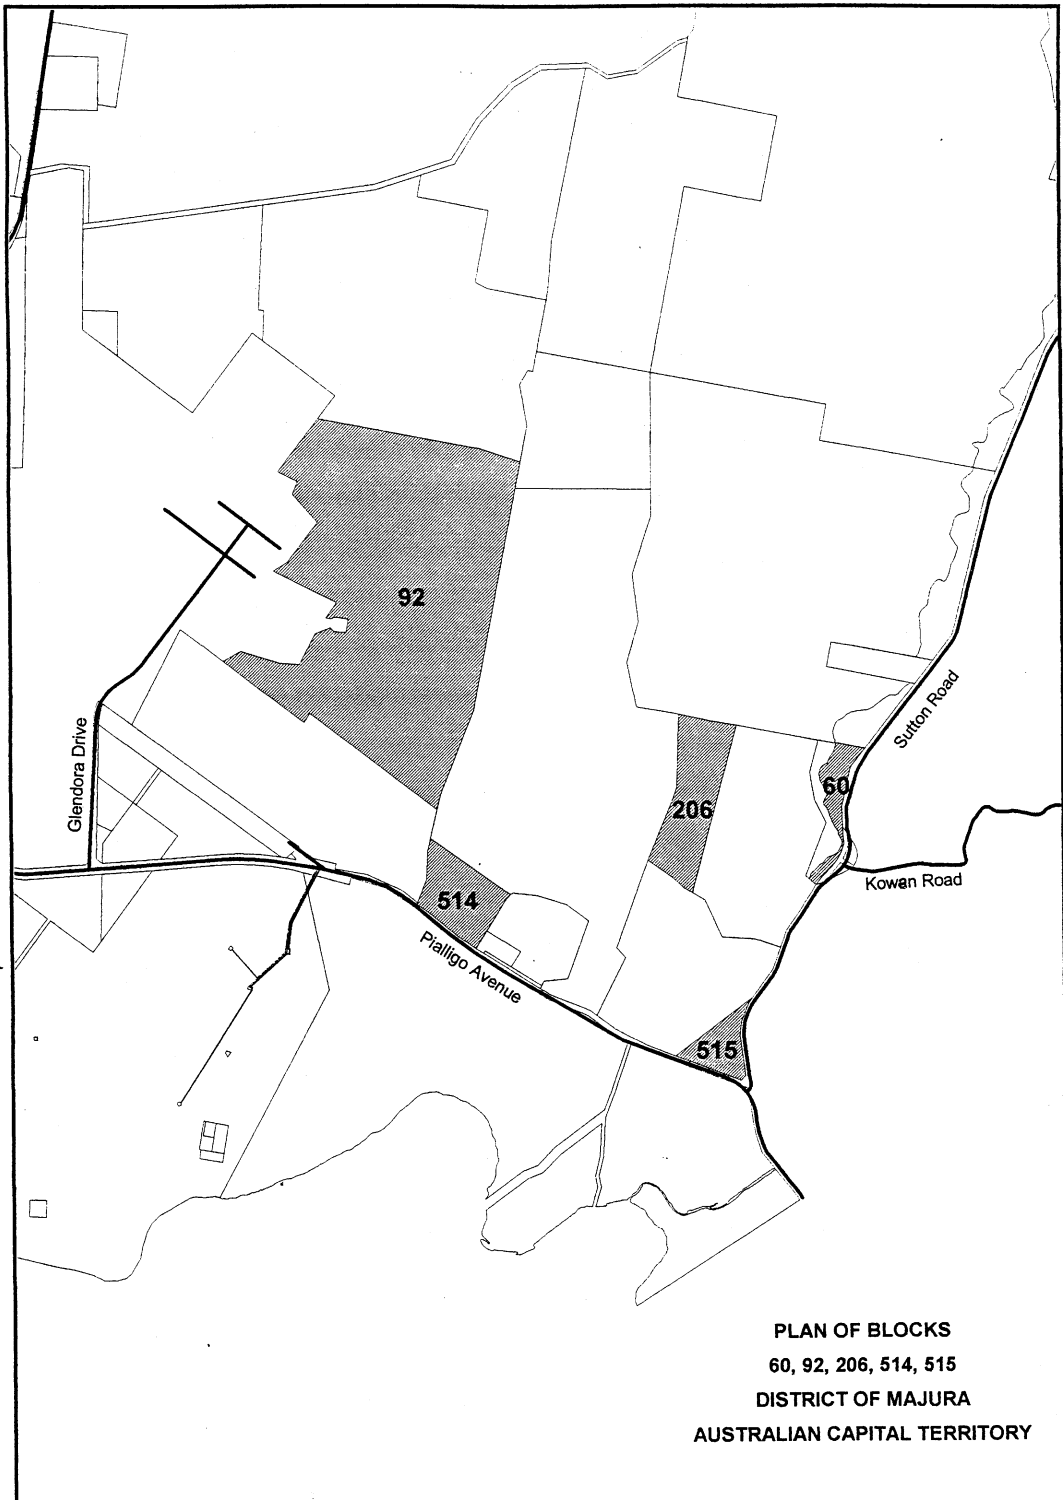 92
Sutton Road
Glendora Drive
60
206
Kowan Road
514
Pialligo Avenue
515
PLAN OF BLOCKS
60, 92, 206, 514, 515
DISTRICT OF MAJURA
AUSTRALIAN CAPITAL TERRITORY